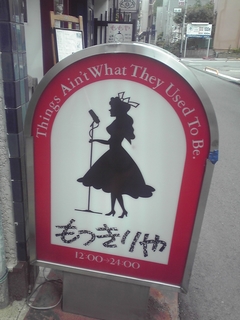 Things Ain't What They Used To Be.
もっきりや
12:00→24:00